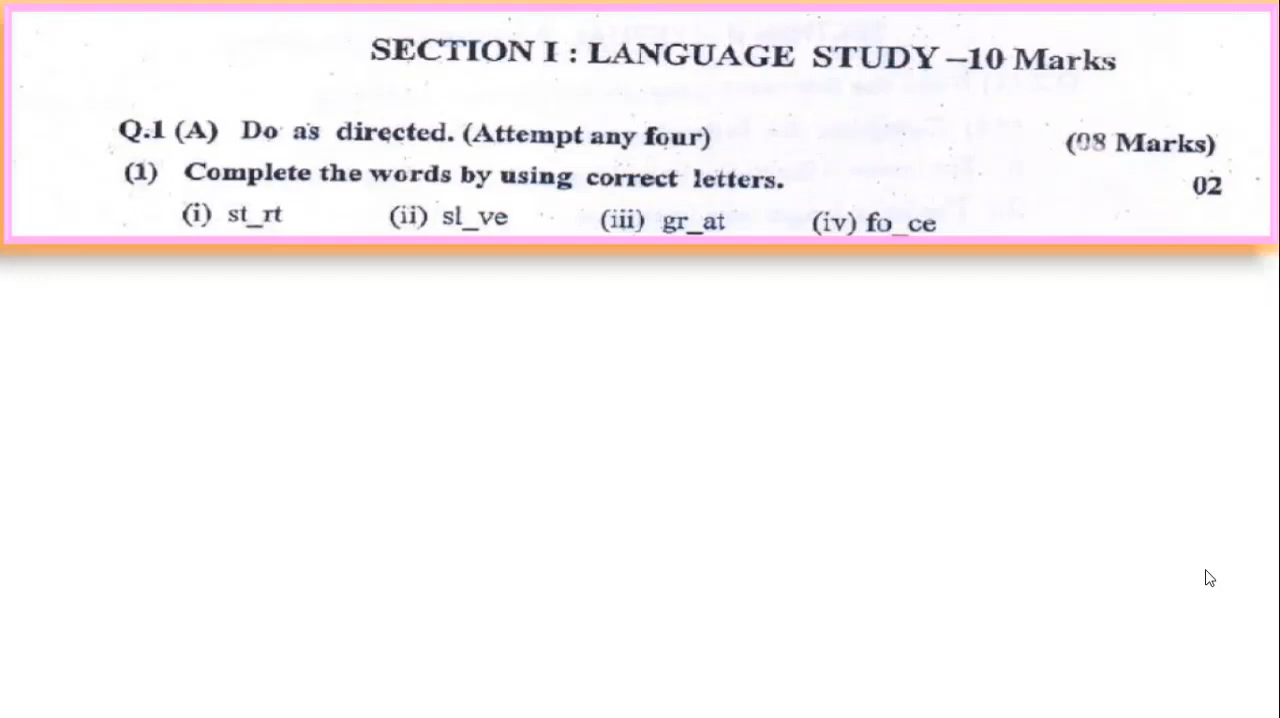 SECTION I : LANGUAGE STUDY –10 Marks
Q.1 (A) Do as directed. (Attempt any four) (08 Marks)
(1) Complete the words by using correct letters. 02
(i) st_rt (ii) sl_ve (iii) gr_at (iv) fo_ce